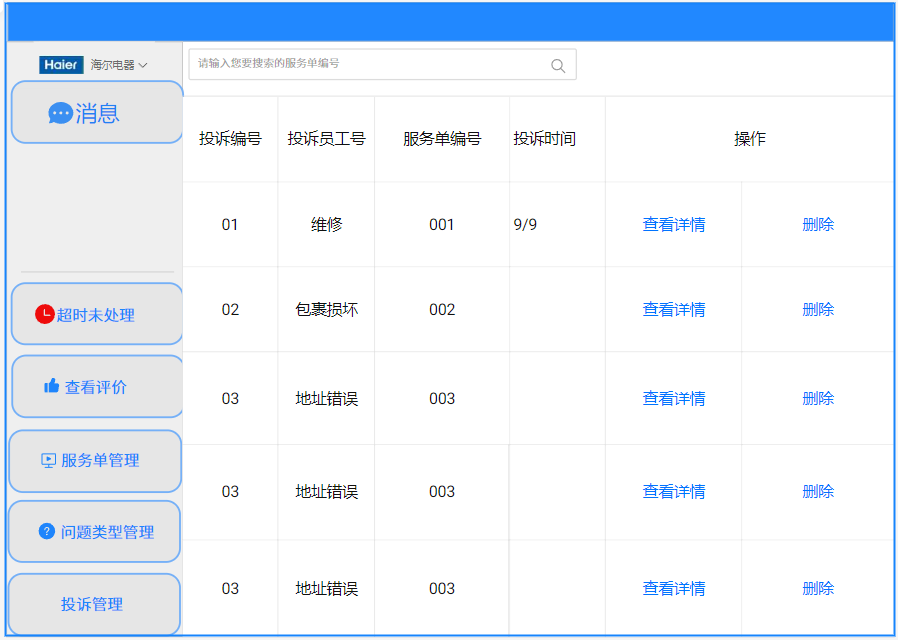 Haier 海尔电器
请输入您要搜索的服务单编号
消息
超时未处理
查看评价
服务单管理
问题类型管理
投诉管理
投诉编号 投诉员工号 服务单编号 投诉时间 操作
01 维修 001 9/9 查看详情 删除
02 包裹损坏 002 查看详情 删除
03 地址错误 003 查看详情 删除
03 地址错误 003 查看详情 删除
03 地址错误 003 查看详情 删除